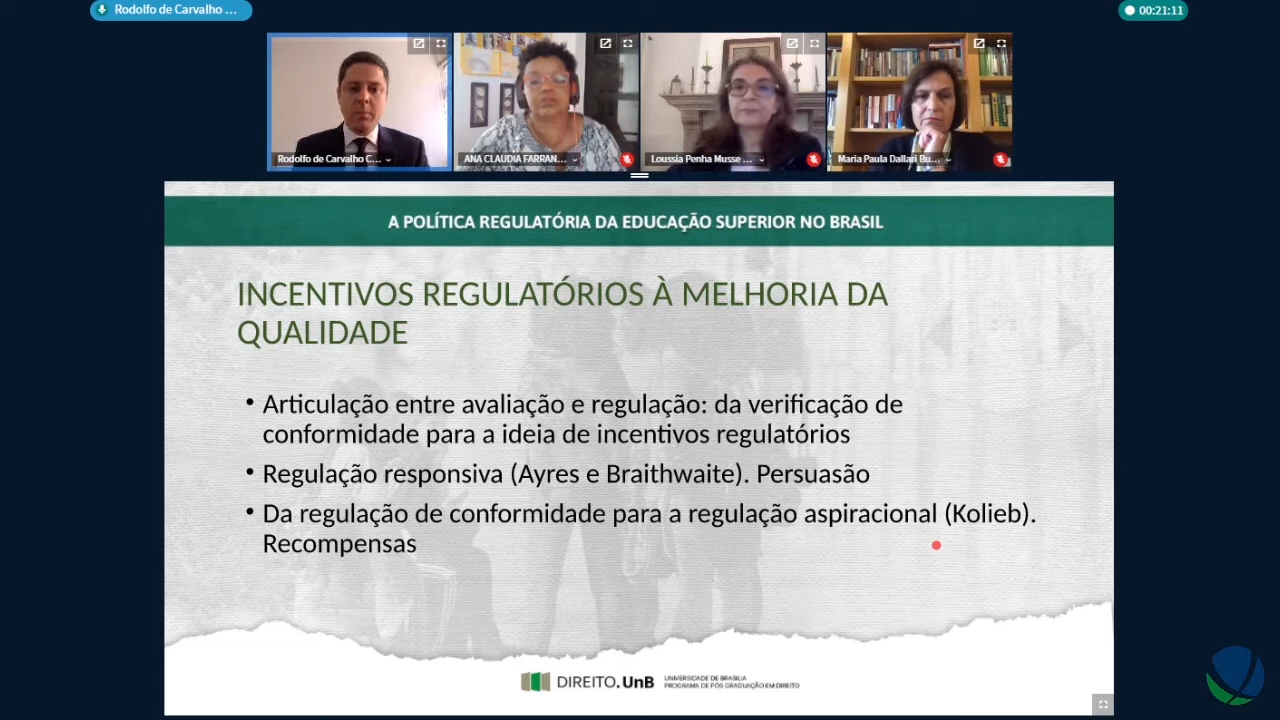 Rodolfo de Carvalho ...
00:21:11
Rodolfo de Carvalho C...
ANA CLAUDIA FARRAN...
Loussia Penha Musse ...
Maria Paula Dallari Bu...
A POLÍTICA REGULATÓRIA DA EDUCAÇÃO SUPERIOR NO BRASIL
INCENTIVOS REGULATÓRIOS À MELHORIA DA
QUALIDADE
• Articulação entre avaliação e regulação: da verificação de
conformidade para a ideia de incentivos regulatórios
• Regulação responsiva (Ayres e Braithwaite). Persuasão
• Da regulação de conformidade para a regulação aspiracional (Kolieb).
Recompensas
DIREITO.UnB
UNIVERSIDADE DE BRASILIA
PROGRAMA DE PÓS GRADUAÇÃO EM DIREITO